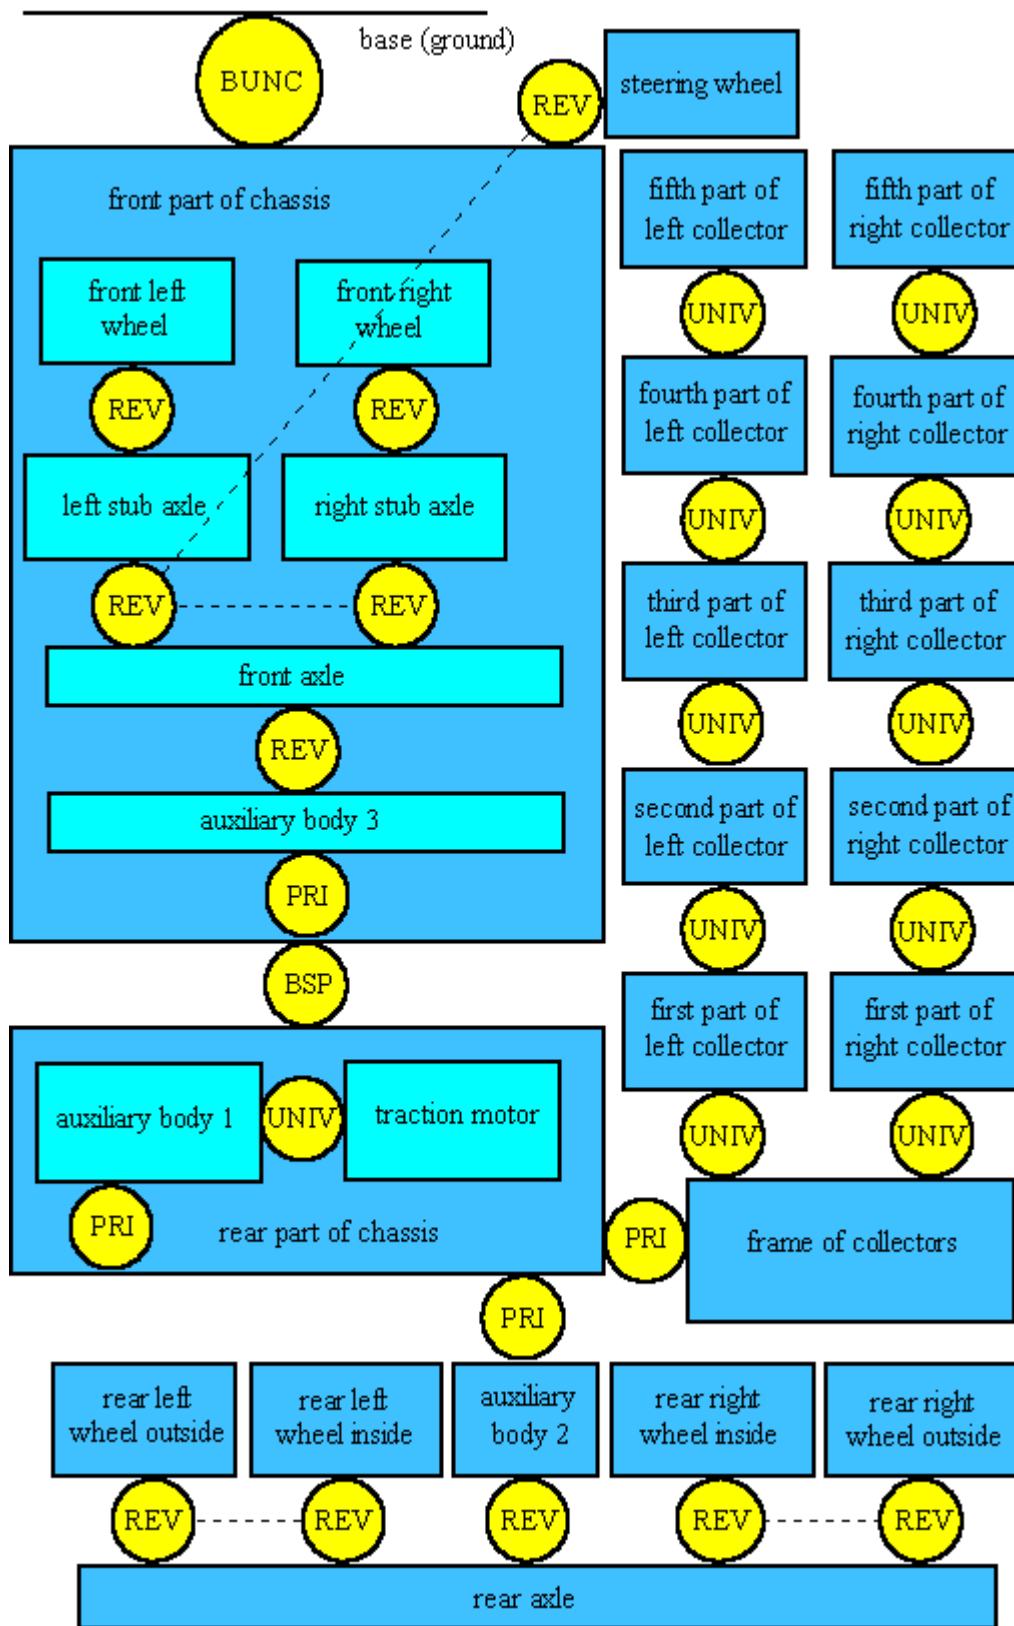 base (ground)
BUNC
REV
steering wheel
front part of chassis
front left
wheel
front right
wheel
REV
REV
left stub axle
right stub axle
REV
REV
front axle
REV
auxiliary body 3
PRI
BSP
auxiliary body 1
UNIV
traction motor
PRI
rear part of chassis
fifth part of
left collector
fifth part of
right collector
UNIV
UNIV
fourth part of
left collector
fourth part of
right collector
UNIV
UNIV
third part of
left collector
third part of
right collector
UNIV
UNIV
second part of
left collector
second part of
right collector
UNIV
UNIV
first part of
left collector
first part of
right collector
UNIV
UNIV
PRI
frame of collectors
PRI
rear left
wheel outside
rear left
wheel inside
auxiliary
body 2
rear right
wheel inside
rear right
wheel outside
REV
REV
REV
REV
REV
rear axle